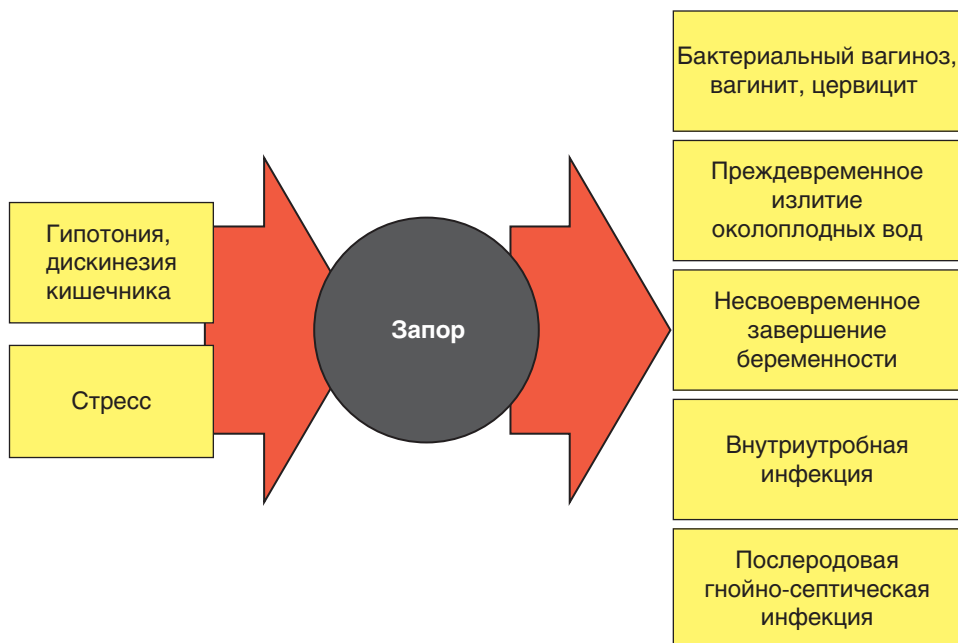 Гипотония,
дискинезия
кишечника
Стресс
Запор
Бактериальный вагиноз,
вагинит, цервицит
Преждевременное
излитие
околоплодных вод
Несвоевременное
завершение
беременности
Внутриутробная
инфекция
Послеродовая
гнойно-септическая
инфекция